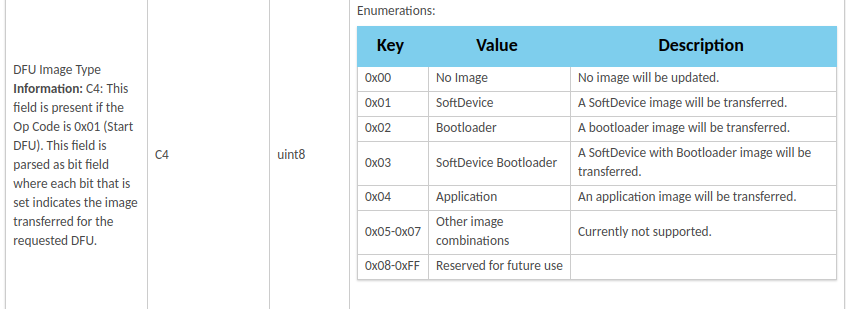 Enumerations:
Key Value Description
DFU Image Type
Information: C4: This
field is present if the
Op Code is 0x01 (Start
DFU). This field is
parsed as bit field
where each bit that is
set indicates the image
transferred for the
requested DFU.
C4
uint8
0x00 No Image No image will be updated.
0x01 SoftDevice A SoftDevice image will be transferred.
0x02 Bootloader A bootloader image will be transferred.
0x03 SoftDevice Bootloader A SoftDevice with Bootloader image will be
transferred.
0x04 Application An application image will be transferred.
0x05-0x07 Other image
combinations Currently not supported.
0x08-0xFF Reserved for future use